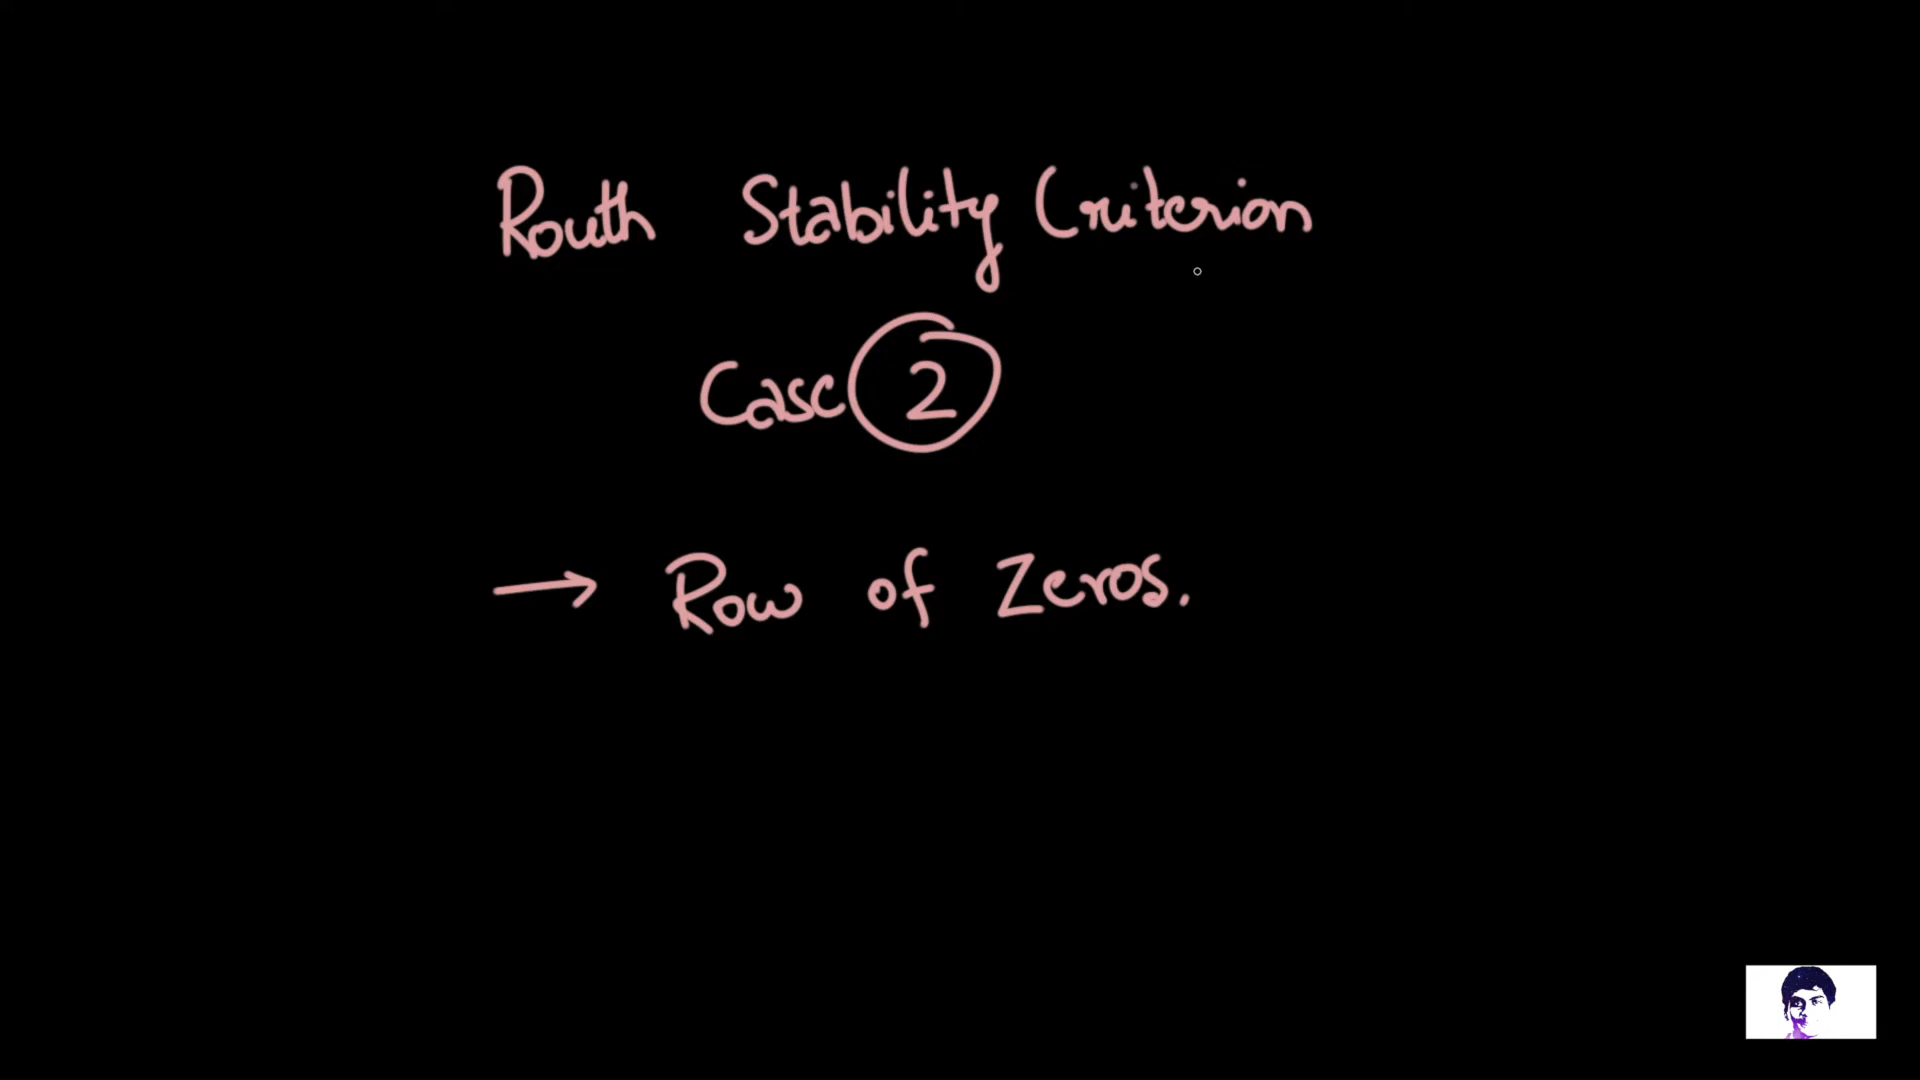 Routh Stability Criterion
Case 2
→ Row of Zeros.